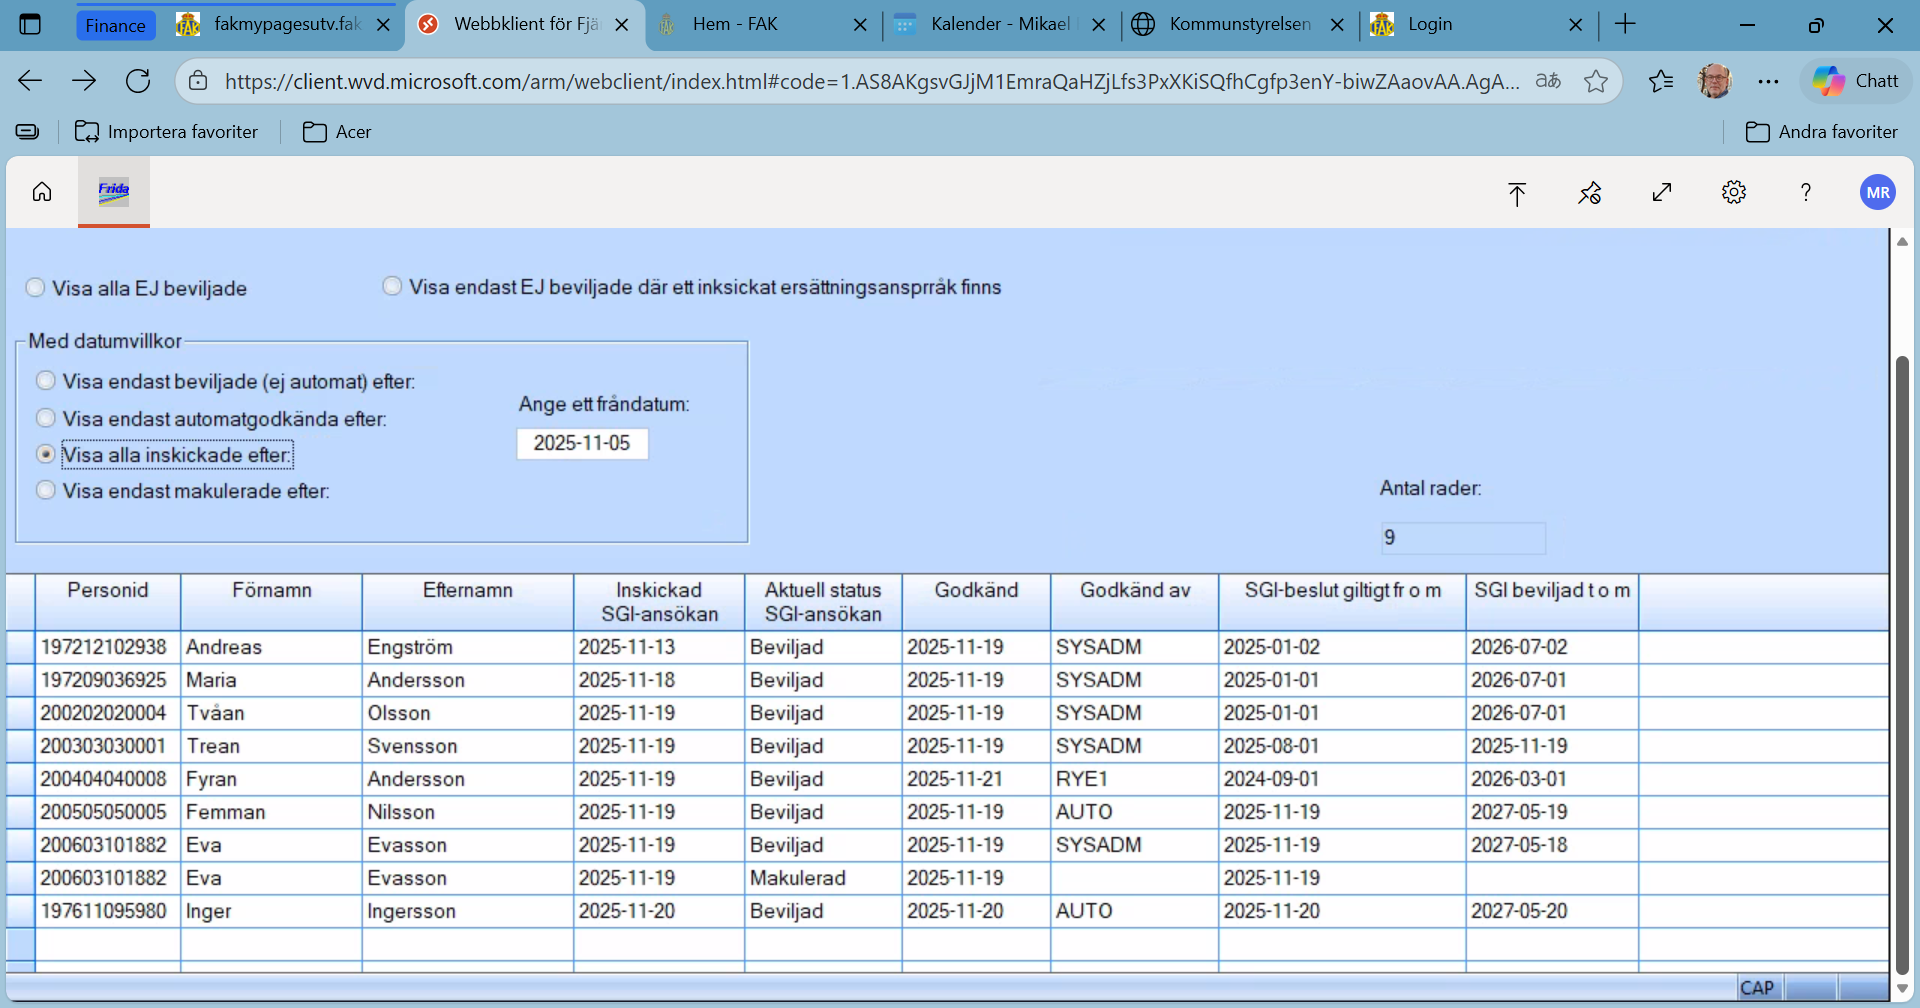 Finance
fakmypagesutv.fak
Webbklient för Fjä
Hem - FAK
Kalender - Mikael
Kommunstyrelsen
Login
https://client.wvd.microsoft.com/arm/webclient/index.html#code=1.AS8AKgsvGJjM1EmraQaHZjLfs3PxXKiSQfhCgfp3enY-biwZAaovAA.AgA...
Chatt
Importera favoriter
Acer
Andra favoriter
Frida
MR
Visa alla EJ beviljade
Visa endast EJ beviljade där ett inksickat ersättningsansprråk finns
Med datumvillkor
Visa endast beviljade (ej automat) efter:
Visa endast automatgodkända efter:
Visa alla inskickade efter:
Visa endast makulerade efter:
Ange ett fråndatum:
2025-11-05
Antal rader:
9
Personid Förnamn Efternamn Inskickad SGI-ansökan Aktuell status SGI-ansökan Godkänd Godkänd av SGI-beslut giltigt fr o m SGI beviljad t o m
197212102938 Andreas Engström 2025-11-13 Beviljad 2025-11-19 SYSADM 2025-01-02 2026-07-02
197209036925 Maria Andersson 2025-11-18 Beviljad 2025-11-19 SYSADM 2025-01-01 2026-07-01
200202020004 Tvåan Olsson 2025-11-19 Beviljad 2025-11-19 SYSADM 2025-01-01 2026-07-01
200303030001 Trean Svensson 2025-11-19 Beviljad 2025-11-19 SYSADM 2025-08-01 2025-11-19
200404040008 Fyran Andersson 2025-11-19 Beviljad 2025-11-21 RYE1 2024-09-01 2026-03-01
200505050005 Femman Nilsson 2025-11-19 Beviljad 2025-11-19 AUTO 2025-11-19 2027-05-19
200603101882 Eva Evasson 2025-11-19 Beviljad 2025-11-19 SYSADM 2025-11-19 2027-05-18
200603101882 Eva Evasson 2025-11-19 Makulerad 2025-11-19 2025-11-19
197611095980 Inger Ingersson 2025-11-20 Beviljad 2025-11-20 AUTO 2025-11-20 2027-05-20
CAP